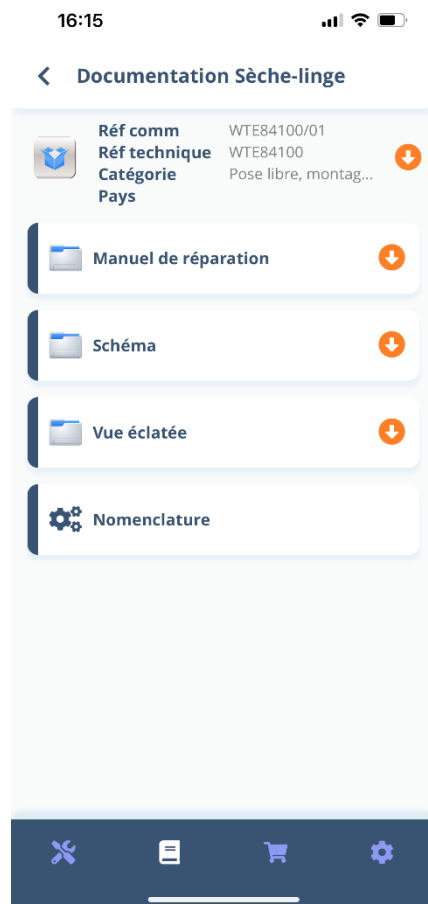 16:15
Documentation Sèche-linge
Réf comm WTE84100/01
Réf technique WTE84100
Catégorie Pose libre, montag...
Pays
Manuel de réparation
Schéma
Vue éclatée
Nomenclature